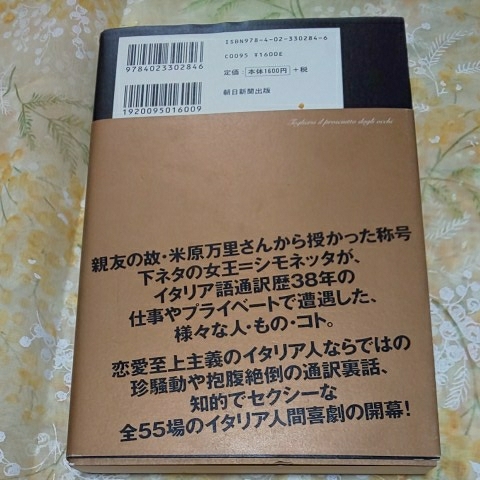 ISBN978-4-02-330284-6
C0095 ¥1600E
定価・本体1600円+税
朝日新聞出版
9784023302846
1920095016009
Togliere il prosciutto dagli occhi
親友の故・米原万里さんから授かった称号
下ネタの女王=シモネッタが、
イタリア語通訳歴38年の
仕事やプライベートで遭遇した、
様々な人・もの・コト。
恋愛至上主義のイタリア人ならではの
珍騒動や抱腹絶倒の通訳裏話、
知的でセクシーな
全55場のイタリア人間喜劇の開幕!